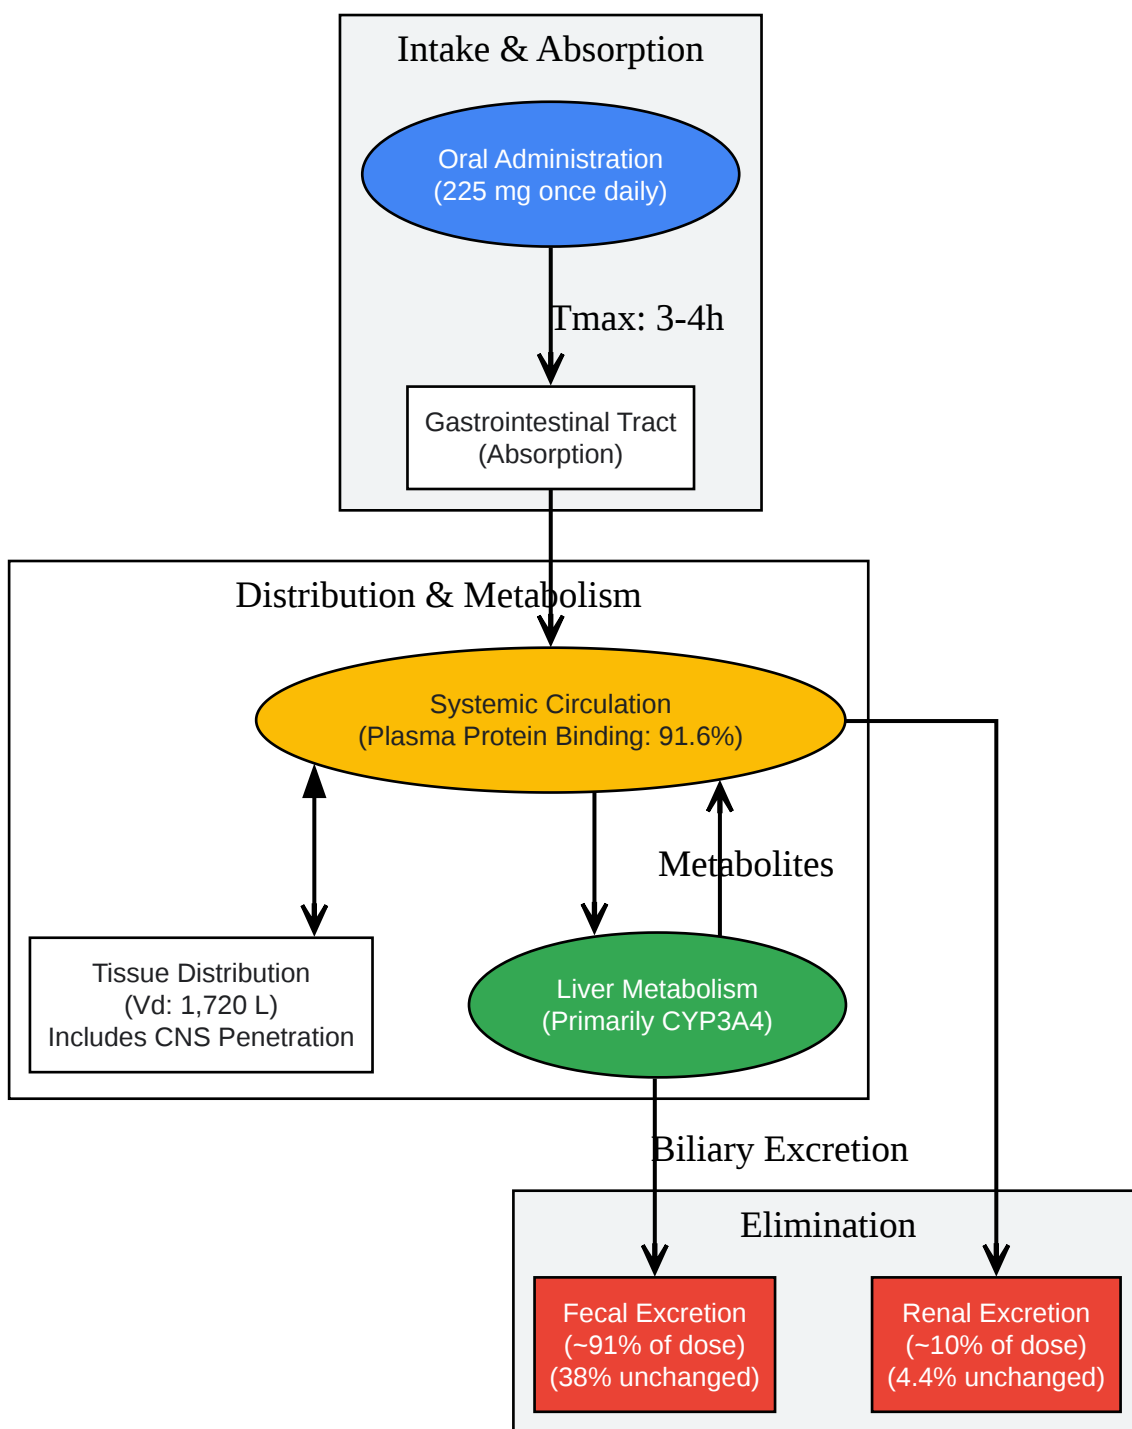 Intake & Absorption
Oral Administration
(225 mg once daily)
Tmax: 3-4h
Gastrointestinal Tract
(Absorption)
Distribution & Metabolism
Systemic Circulation
(Plasma Protein Binding: 91.6%)
Metabolites
Tissue Distribution
(Vd: 1,720 L)
Includes CNS Penetration
Liver Metabolism
(Primarily CYP3A4)
Biliary Excretion
Elimination
Fecal Excretion
(~91% of dose)
(38% unchanged)
Renal Excretion
(~10% of dose)
(4.4% unchanged)